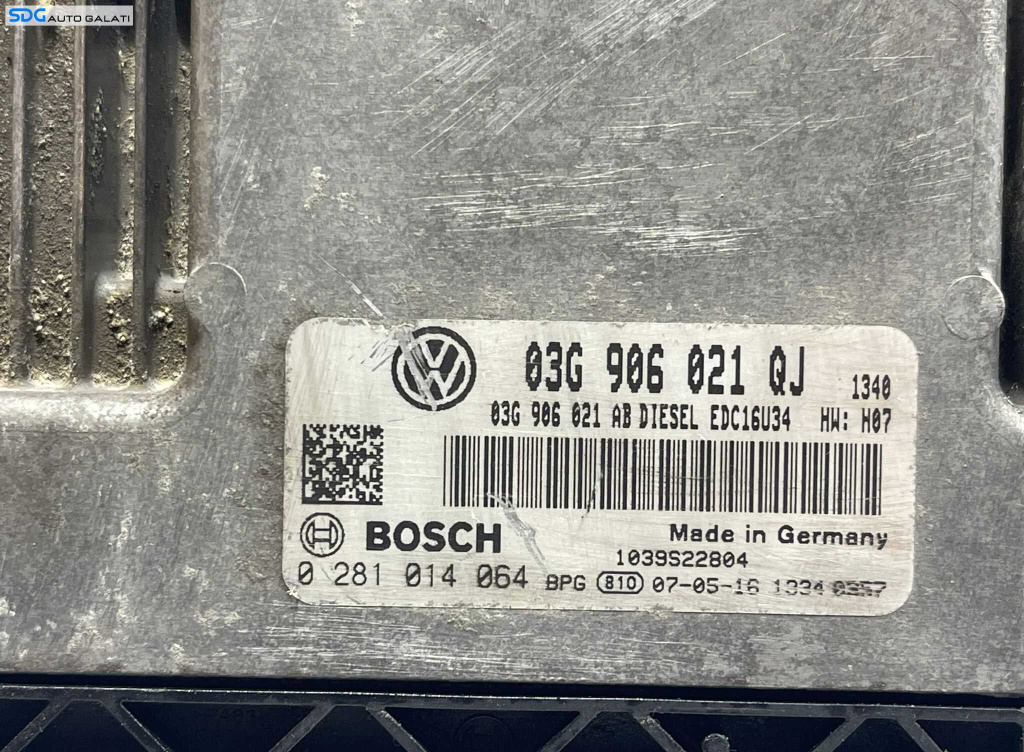 SDG AUTO GALATI
03G 906 021 QJ 1340
03G 906 021 AB DIESEL EDC16U34 HW: H07
BOSCH Made in Germany
1039S22804
0 281 014 064 BPG 810 07-05-16 1334 0357